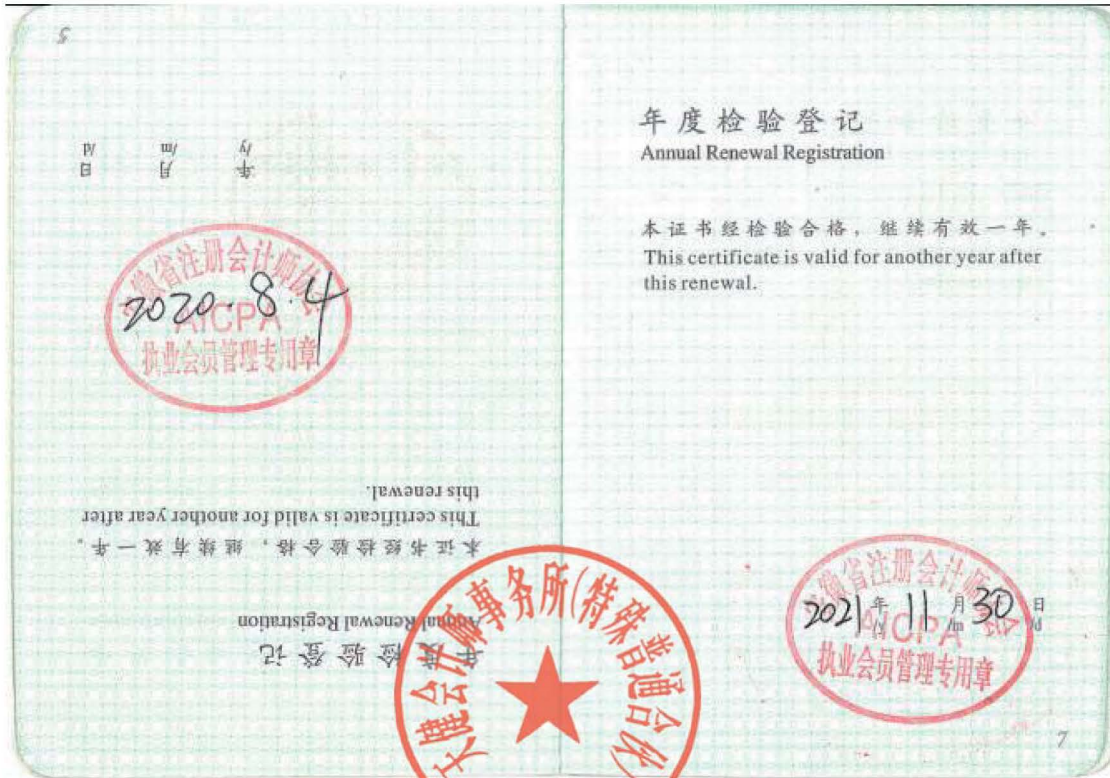 5
年度检验登记
Annual Renewal Registration
本证书经检验合格，继续有效一年。
This certificate is valid for another year after
this renewal.
安徽省注册会计师协会
2020.8.4
AICPA
执业会员管理专用章
年 月 日
/y /m /d
天健会计师事务所(特殊普通合伙)
年度检验登记
Annual Renewal Registration
本证书经检验合格，继续有效一年。
This certificate is valid for another year after
this renewal.
安徽省注册会计师协会
2021年 11月 30日
/y /m /d
AICPA
执业会员管理专用章
7